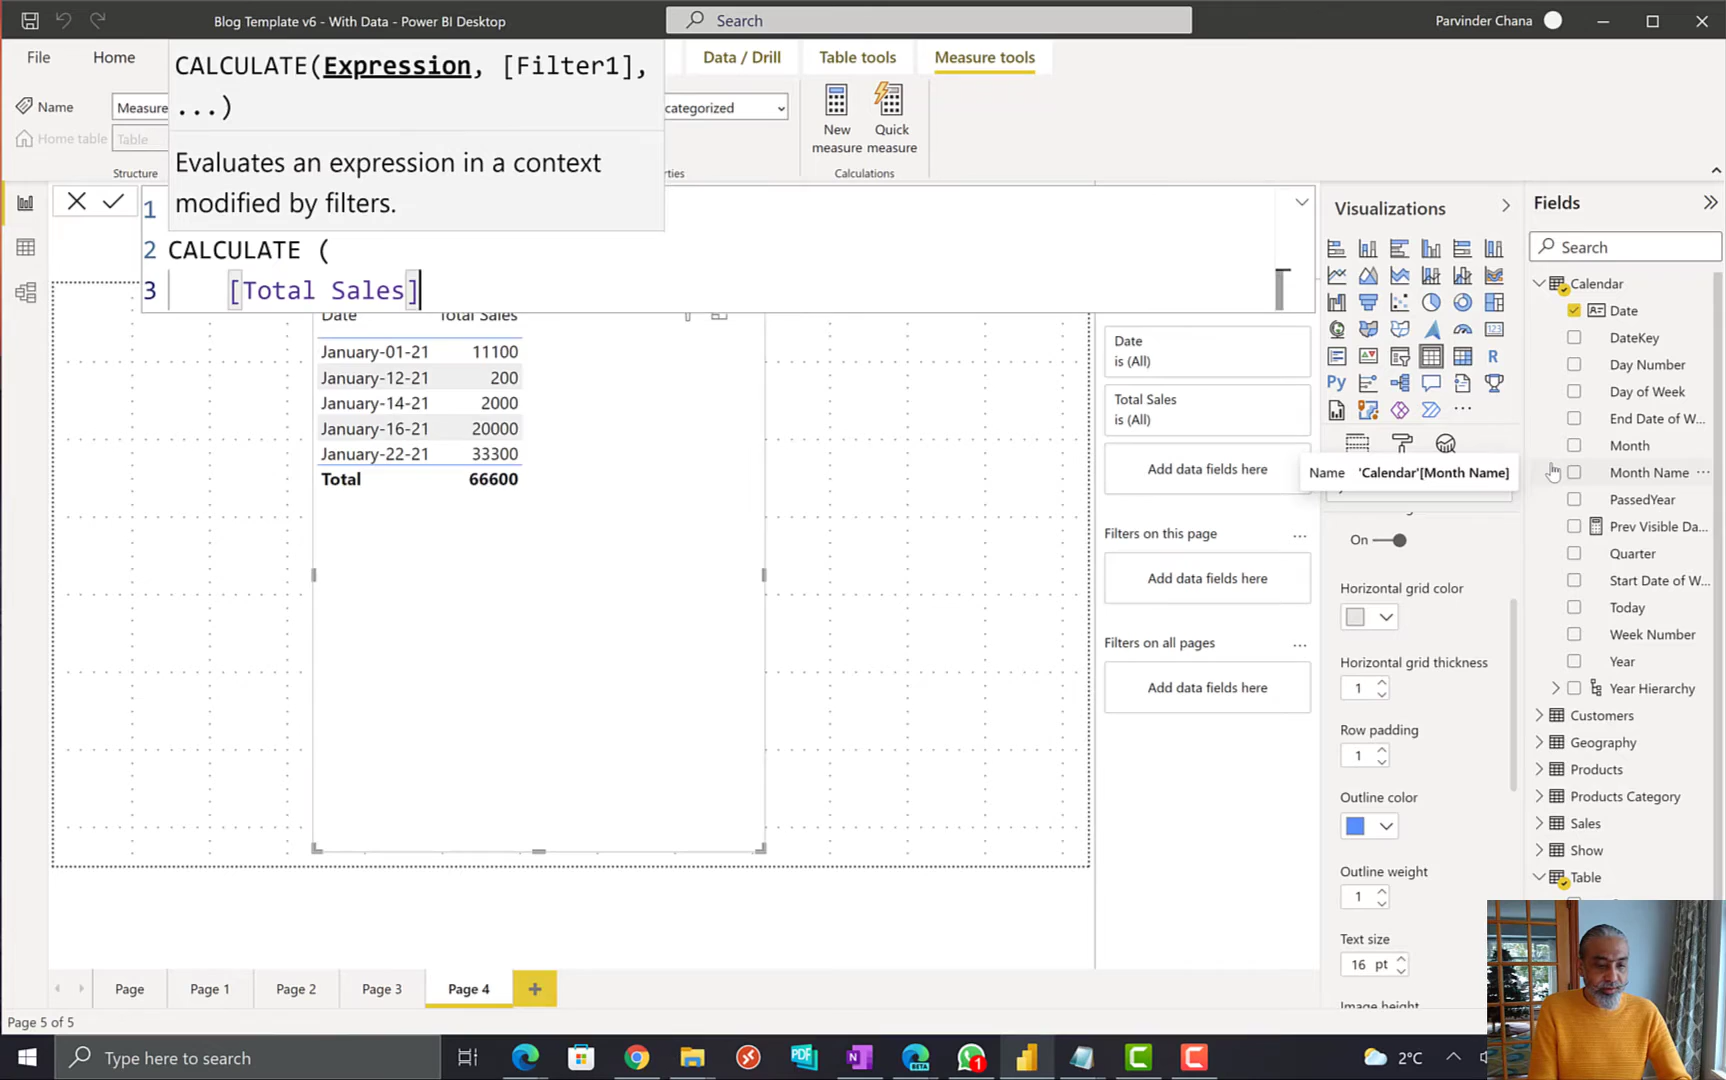 Blog Template v6 - With Data - Power BI Desktop
Search
Parvinder Chana
File
Home
Data / Drill
Table tools
Measure tools
CALCULATE(Expression, [Filter1],
...)
Evaluates an expression in a context
modified by filters.
Name
Measure
Home table
Table
Structure
categorized
rties
New
measure
Quick
measure
Calculations
1
2 CALCULATE (
3 [Total Sales]
Date Total Sales
January-01-21 11100
January-12-21 200
January-14-21 2000
January-16-21 20000
January-22-21 33300
Total 66600
Date
is (All)
Total Sales
is (All)
Add data fields here
Filters on this page ...
Add data fields here
Filters on all pages ...
Add data fields here
Visualizations
R
Py
123
...
Name 'Calendar'[Month Name]
On
Horizontal grid color
Horizontal grid thickness
1
Row padding
1
Outline color
Outline weight
1
Text size
16 pt
Image height
Fields
Search
Calendar
Date
DateKey
Day Number
Day of Week
End Date of W...
Month
Month Name ...
PassedYear
Prev Visible Da...
Quarter
Start Date of W...
Today
Week Number
Year
Year Hierarchy
Customers
Geography
Products
Products Category
Sales
Show
Table
Page
Page 1
Page 2
Page 3
Page 4
Page 5 of 5
Type here to search
PDF
N
BETA
1
C
C
2°C